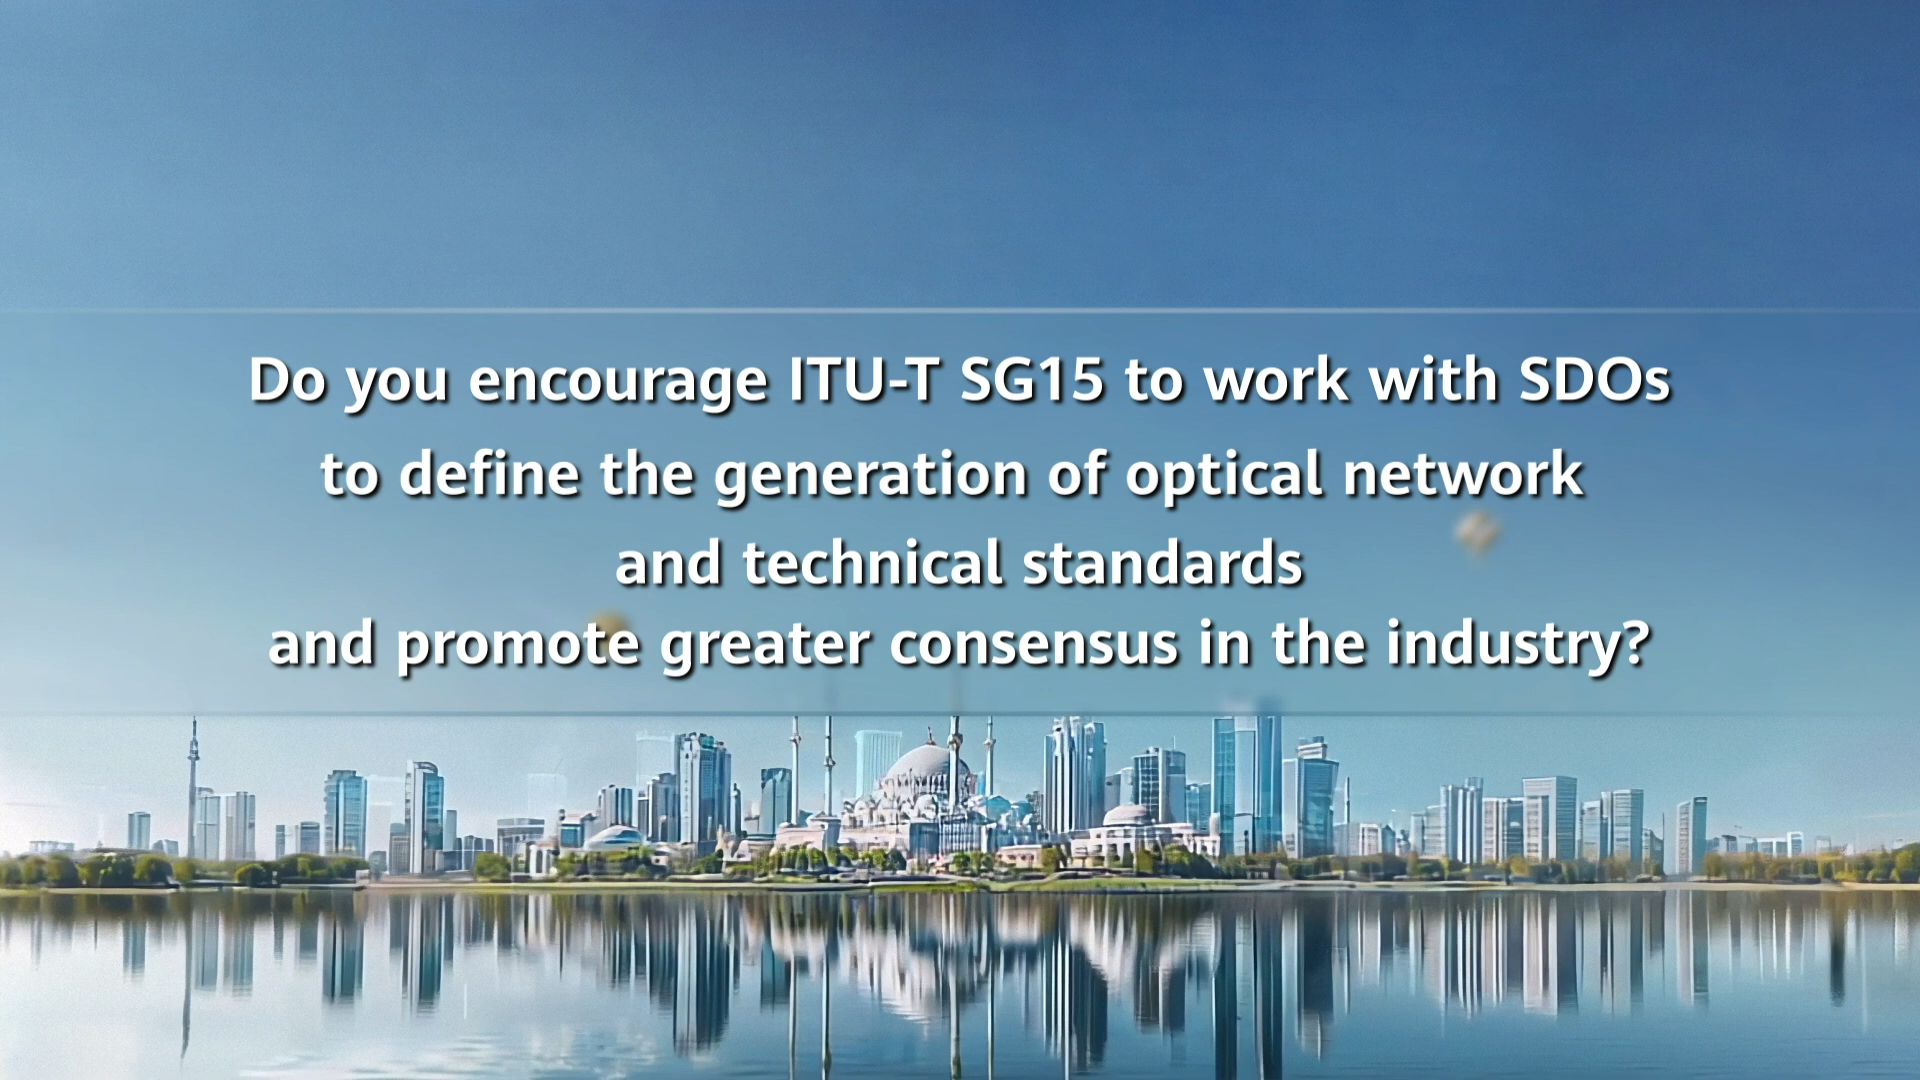 Do you encourage ITU-T SG15 to work with SDOs
to define the generation of optical network
and technical standards
and promote greater consensus in the industry?